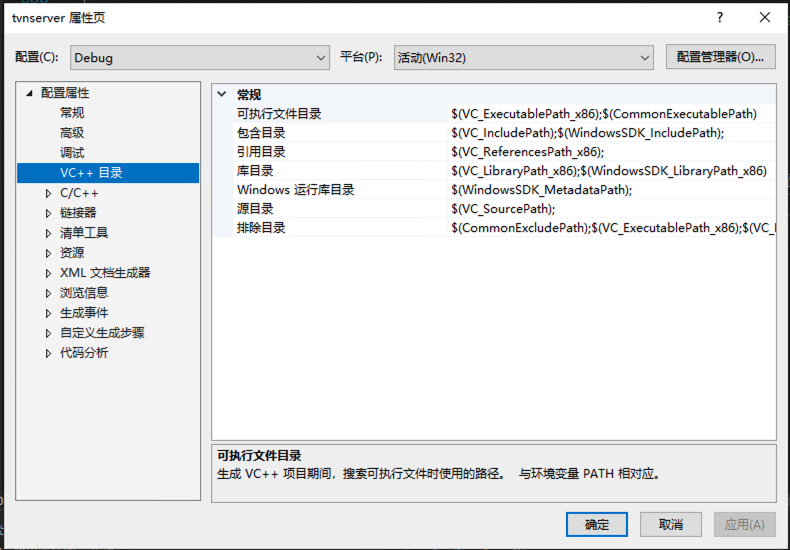 tvnserver 属性页
配置(C): Debug 平台(P): 活动(Win32) 配置管理器(O)...
配置属性
常规
高级
调试
VC++ 目录
C/C++
链接器
清单工具
资源
XML 文档生成器
浏览信息
生成事件
自定义生成步骤
代码分析
常规
可执行文件目录 $(VC_ExecutablePath_x86);$(CommonExecutablePath)
包含目录 $(VC_IncludePath);$(WindowsSDK_IncludePath);
引用目录 $(VC_ReferencesPath_x86);
库目录 $(VC_LibraryPath_x86);$(WindowsSDK_LibraryPath_x86)
Windows 运行库目录 $(WindowsSDK_MetadataPath);
源目录 $(VC_SourcePath);
排除目录 $(CommonExcludePath);$(VC_ExecutablePath_x86);$(VC_
可执行文件目录
生成 VC++ 项目期间，搜索可执行文件时使用的路径。 与环境变量 PATH 相对应。
确定 取消 应用(A)